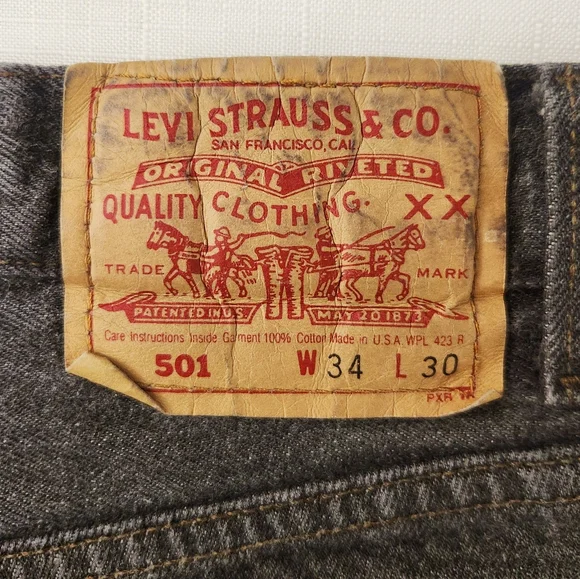 LEVI STRAUSS & CO.
SAN FRANCISCO, CAL.
ORIGINAL RIVETED
QUALITY CLOTHING. XX
TRADE MARK
PATENTED IN U.S. MAY 20 1873
Care Instructions Inside Garment 100% Cotton Made in U.S.A. WPL 423 R
501 W 34 L 30